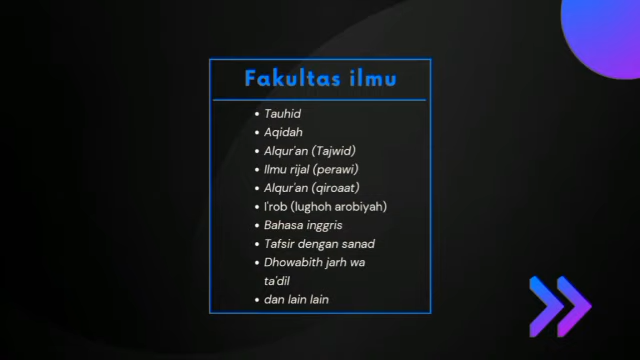 Fakultas ilmu
• Tauhid
• Aqidah
• Alqur'an (Tajwid)
• Ilmu rijal (perawi)
• Alqur'an (qiroat)
• I'rob (lughoh arobiyah)
• Bahasa inggris
• Tafsir dengan sanad
• Dhowabith jarh wa
ta'dil
• dan lain lain